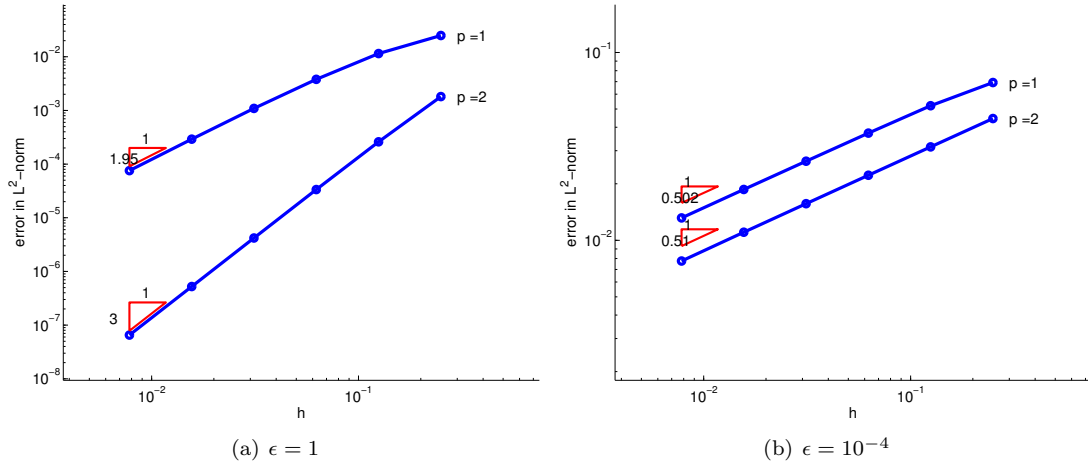 10^{-2}
10^{-3}
10^{-4}
10^{-5}
10^{-6}
10^{-7}
10^{-8}
error in L^2−norm
p =1
p =2
1
1.95
1
3
10^{-2}
10^{-1}
h
(a) ϵ = 1
10^{-1}
10^{-2}
error in L^2−norm
p =1
p =2
1
0.502
1
0.51
10^{-2}
10^{-1}
h
(b) ϵ = 10^{−4}